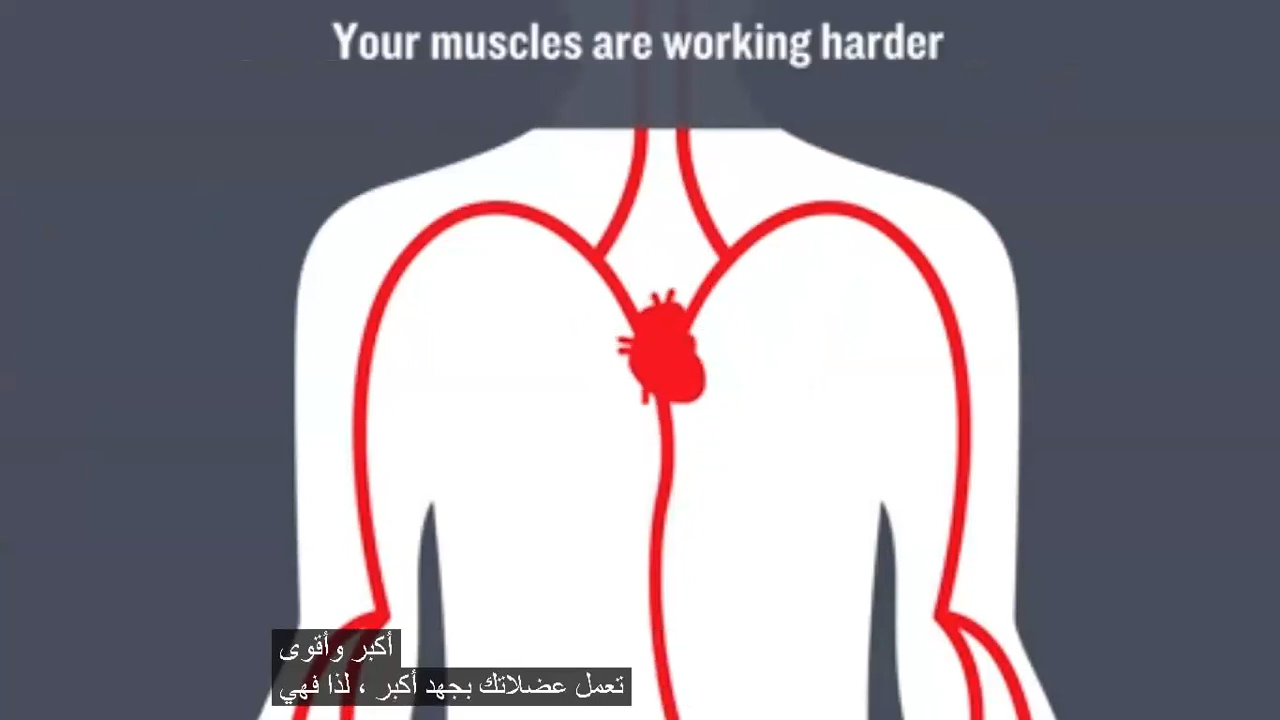 Your muscles are working harder
أكبر وأقوى
تعمل عضلاتك بجهد أكبر ، لذا فهي